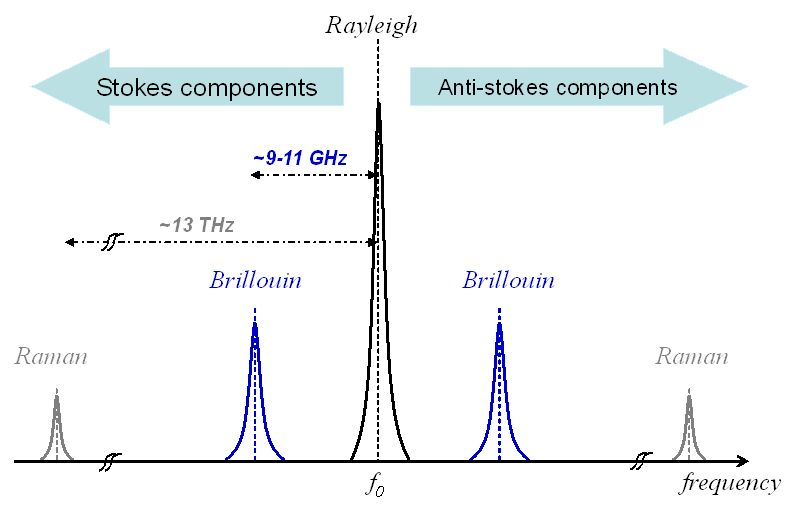 Rayleigh
Stokes components
Anti-stokes components
~9-11 GHz
~13 THz
Brillouin
Brillouin
Raman
Raman
f0
frequency